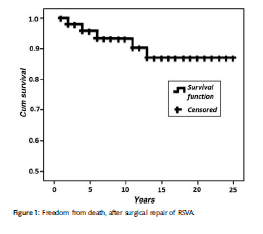 1.0
0.9
0.8
0.7
0.6
0.5
Cum survival
Survival
function
Censored
0 5 10 15 20 25
Years
Figure 1: Freedom from death, after surgical repair of RSVA.